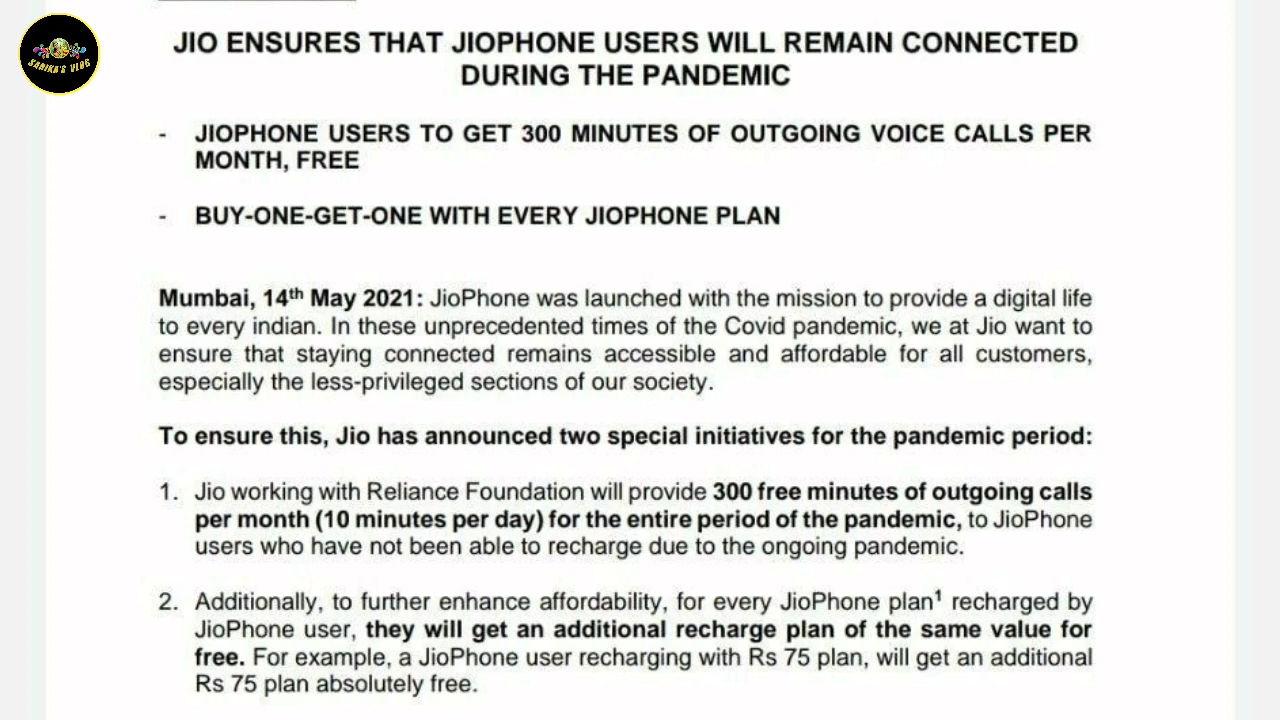 SARIKA'S VLOG
JIO ENSURES THAT JIOPHONE USERS WILL REMAIN CONNECTED
DURING THE PANDEMIC
- JIOPHONE USERS TO GET 300 MINUTES OF OUTGOING VOICE CALLS PER
MONTH, FREE
- BUY-ONE-GET-ONE WITH EVERY JIOPHONE PLAN
Mumbai, 14th May 2021: JioPhone was launched with the mission to provide a digital life
to every indian. In these unprecedented times of the Covid pandemic, we at Jio want to
ensure that staying connected remains accessible and affordable for all customers,
especially the less-privileged sections of our society.
To ensure this, Jio has announced two special initiatives for the pandemic period:
1. Jio working with Reliance Foundation will provide 300 free minutes of outgoing calls
per month (10 minutes per day) for the entire period of the pandemic, to JioPhone
users who have not been able to recharge due to the ongoing pandemic.
2. Additionally, to further enhance affordability, for every JioPhone plan¹ recharged by
JioPhone user, they will get an additional recharge plan of the same value for
free. For example, a JioPhone user recharging with Rs 75 plan, will get an additional
Rs 75 plan absolutely free.